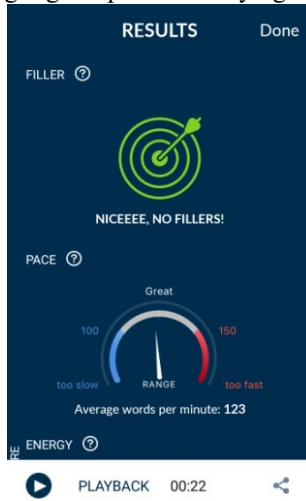 RESULTS Done
FILLER ?
NICEEEE, NO FILLERS!
PACE ?
Great
100 150
too slow RANGE too fast
Average words per minute: 123
ENERGY ?
PLAYBACK 00:22